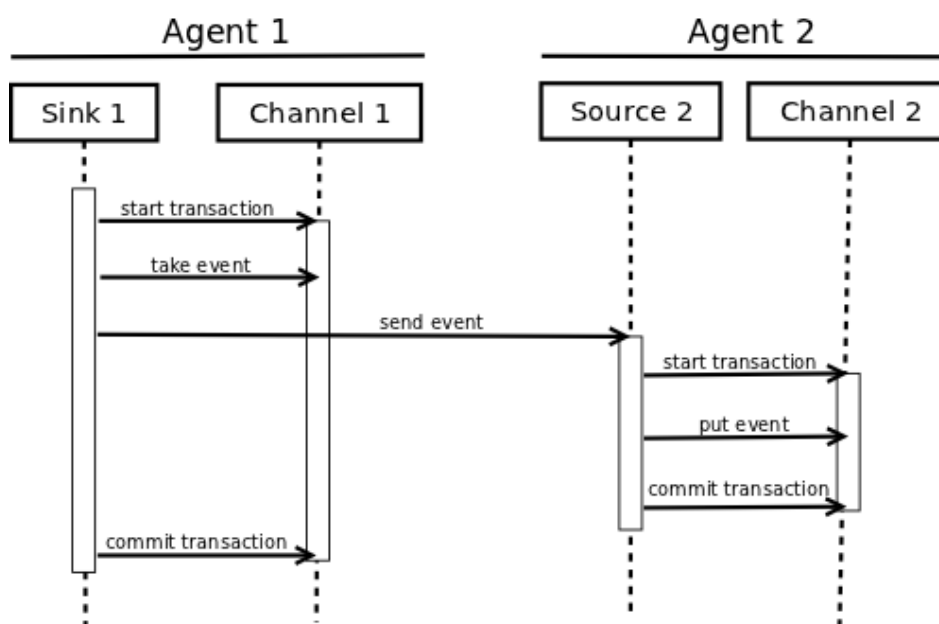 Agent 1
Agent 2
Sink 1
Channel 1
Source 2
Channel 2
start transaction
take event
send event
start transaction
put event
commit transaction
commit transaction